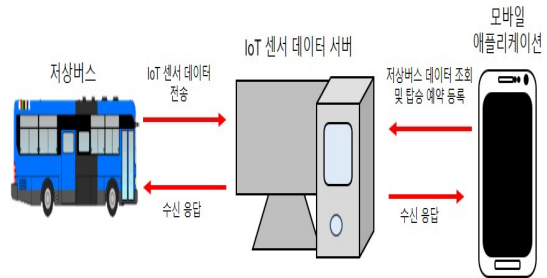 저상버스
IoT 센서 데이터
전송
수신 응답
IoT 센서 데이터 서버
저상버스 데이터 조회
및 탑승 예약 등록
수신 응답
모바일
애플리케이션